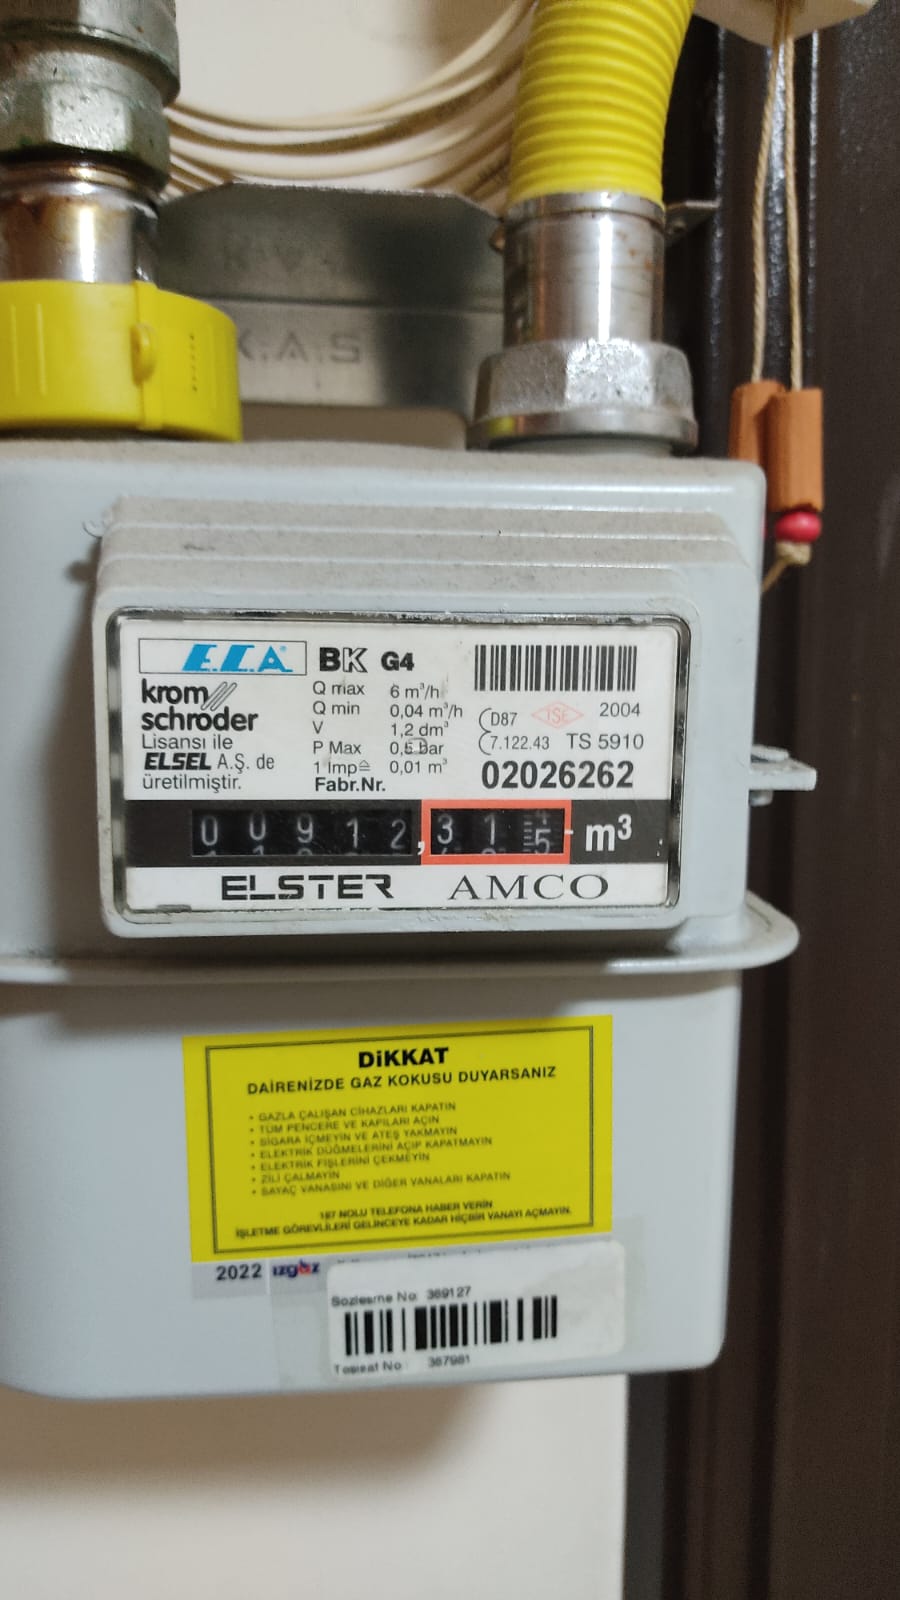 K.A.S
E.C.A.
BK G4
krom
schroder
Lisansı ile
ELSEL A.Ş. de
üretilmiştir.
Q max 6 m³/h
Q min 0,04 m³/h
V 1,2 dm³
P Max 0,5 Bar
1 Imp≙ 0,01 m³
Fabr.Nr.
D87 TSE 2004
7.122.43 TS 5910
02026262
00912,315 m³
ELSTER AMCO
DİKKAT
DAİRENİZDE GAZ KOKUSU DUYARSANIZ
• GAZLA ÇALIŞAN CİHAZLARI KAPATIN
• TÜM PENCERE VE KAPILARI AÇIN
• SİGARA İÇMEYİN VE ATEŞ YAKMAYIN
• ELEKTRİK DÜĞMELERİNİ AÇIP KAPATMAYIN
• ELEKTRİK FİŞLERİNİ ÇEKMEYİN
• ZİLİ ÇALMAYIN
• SAYAÇ VANASINI VE DİĞER VANALARI KAPATIN
187 NOLU TELEFONA HABER VERİN
İŞLETME GÖREVLİLERİ GELİNCEYE KADAR HİÇBİR VANAYI AÇMAYIN.
2022 izgaz
Sozlesme No: 369127
Tesisat No: 367981